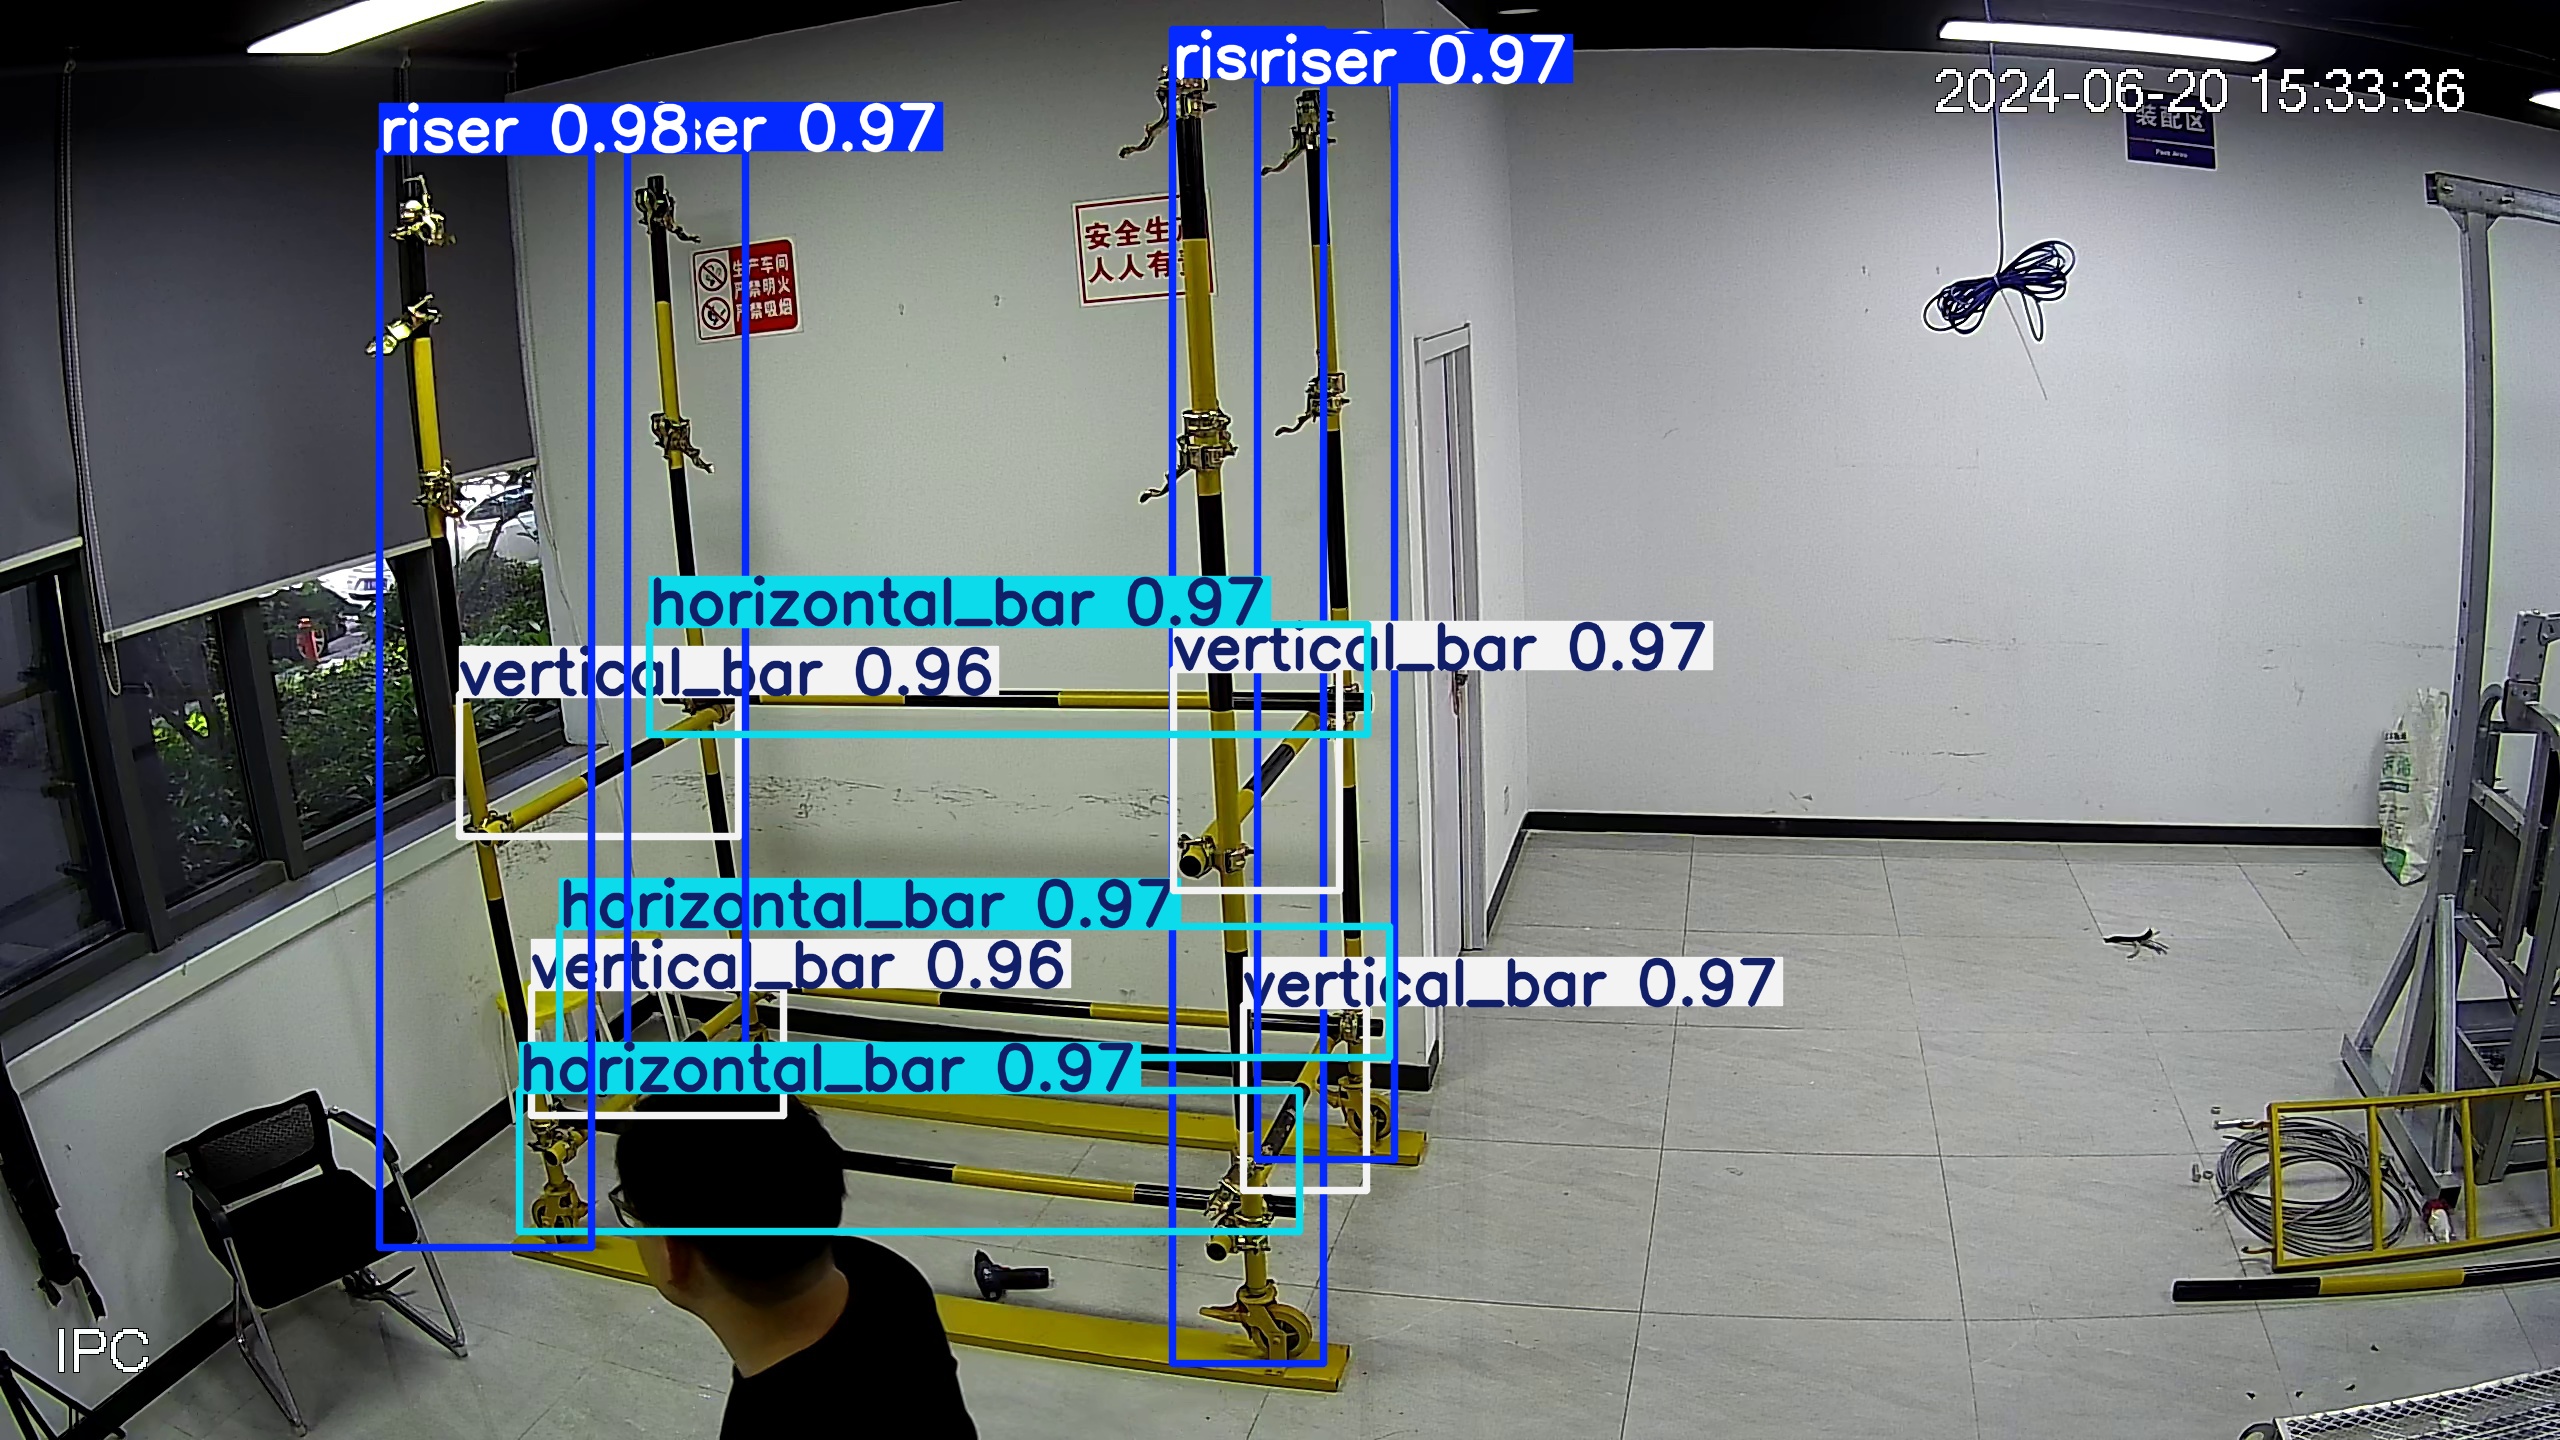 riser 0.97
2024-06-20 15:33:36
riser 0.98
ser 0.97
装配区
安全生
人人有
生产车间
严禁明火
严禁吸烟
horizontal_bar 0.97
vertical_bar 0.97
vertical_bar 0.96
horizontal_bar 0.97
vertical_bar 0.96
vertical_bar 0.97
horizontal_bar 0.97
IPC